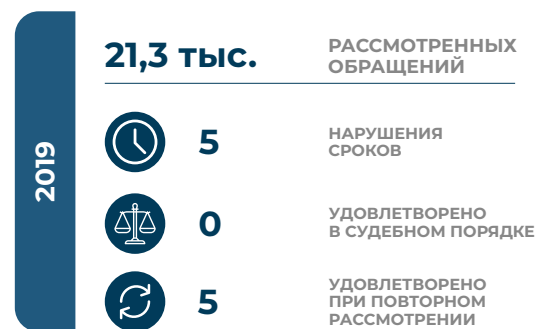 2019
21,3 тыс.
РАССМОТРЕННЫХ
ОБРАЩЕНИЙ
5
НАРУШЕНИЯ
СРОКОВ
0
УДОВЛЕТВОРЕНО
В СУДЕБНОМ ПОРЯДКЕ
5
УДОВЛЕТВОРЕНО
ПРИ ПОВТОРНОМ
РАССМОТРЕНИИ